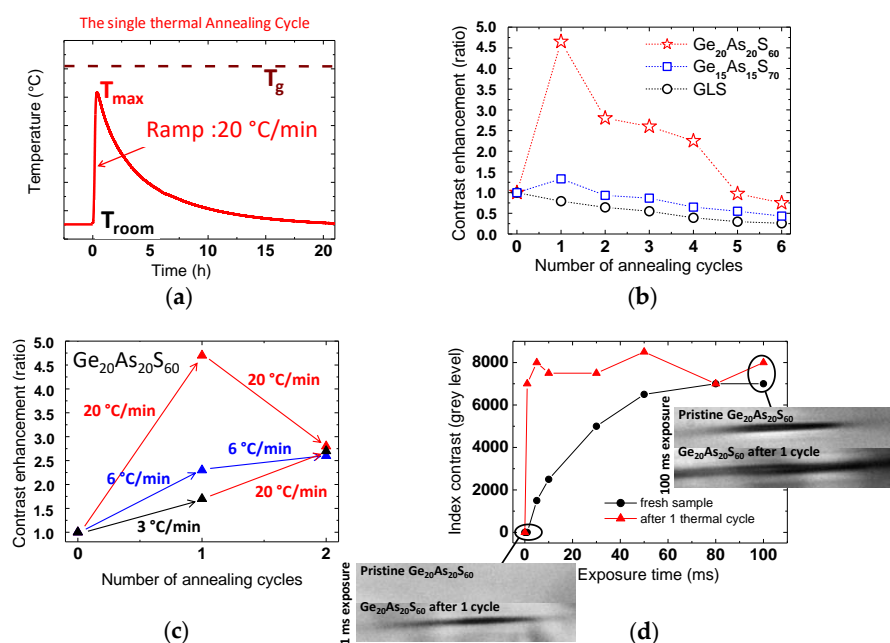 The single thermal Annealing Cycle
Temperature (°C)
T_g
T_max
Ramp :20 °C/min
T_room
0 5 10 15 20
Time (h)
(a)
Contrast enhancement (ratio)
5.0
4.5
4.0
3.5
3.0
2.5
2.0
1.5
1.0
0.5
0.0
Ge₂₀As₂₀S₆₀
Ge₁₅As₁₅S₇₀
GLS
0 1 2 3 4 5 6
Number of annealing cycles
(b)
Contrast enhancement (ratio)
5.0
4.5
4.0
3.5
3.0
2.5
2.0
1.5
1.0
Ge₂₀As₂₀S₆₀
20 °C/min
20 °C/min
6 °C/min
6 °C/min
20 °C/min
3 °C/min
0 1 2
Number of annealing cycles
(c)
Index contrast (grey level)
8000
6000
4000
2000
0
100 ms exposure
Pristine Ge₂₀As₂₀S₆₀
Ge₂₀As₂₀S₆₀ after 1 cycle
fresh sample
after 1 thermal cycle
0 20 40 60 80 100
Exposure time (ms)
1 ms exposure
Pristine Ge₂₀As₂₀S₆₀
Ge₂₀As₂₀S₆₀ after 1 cycle
(d)